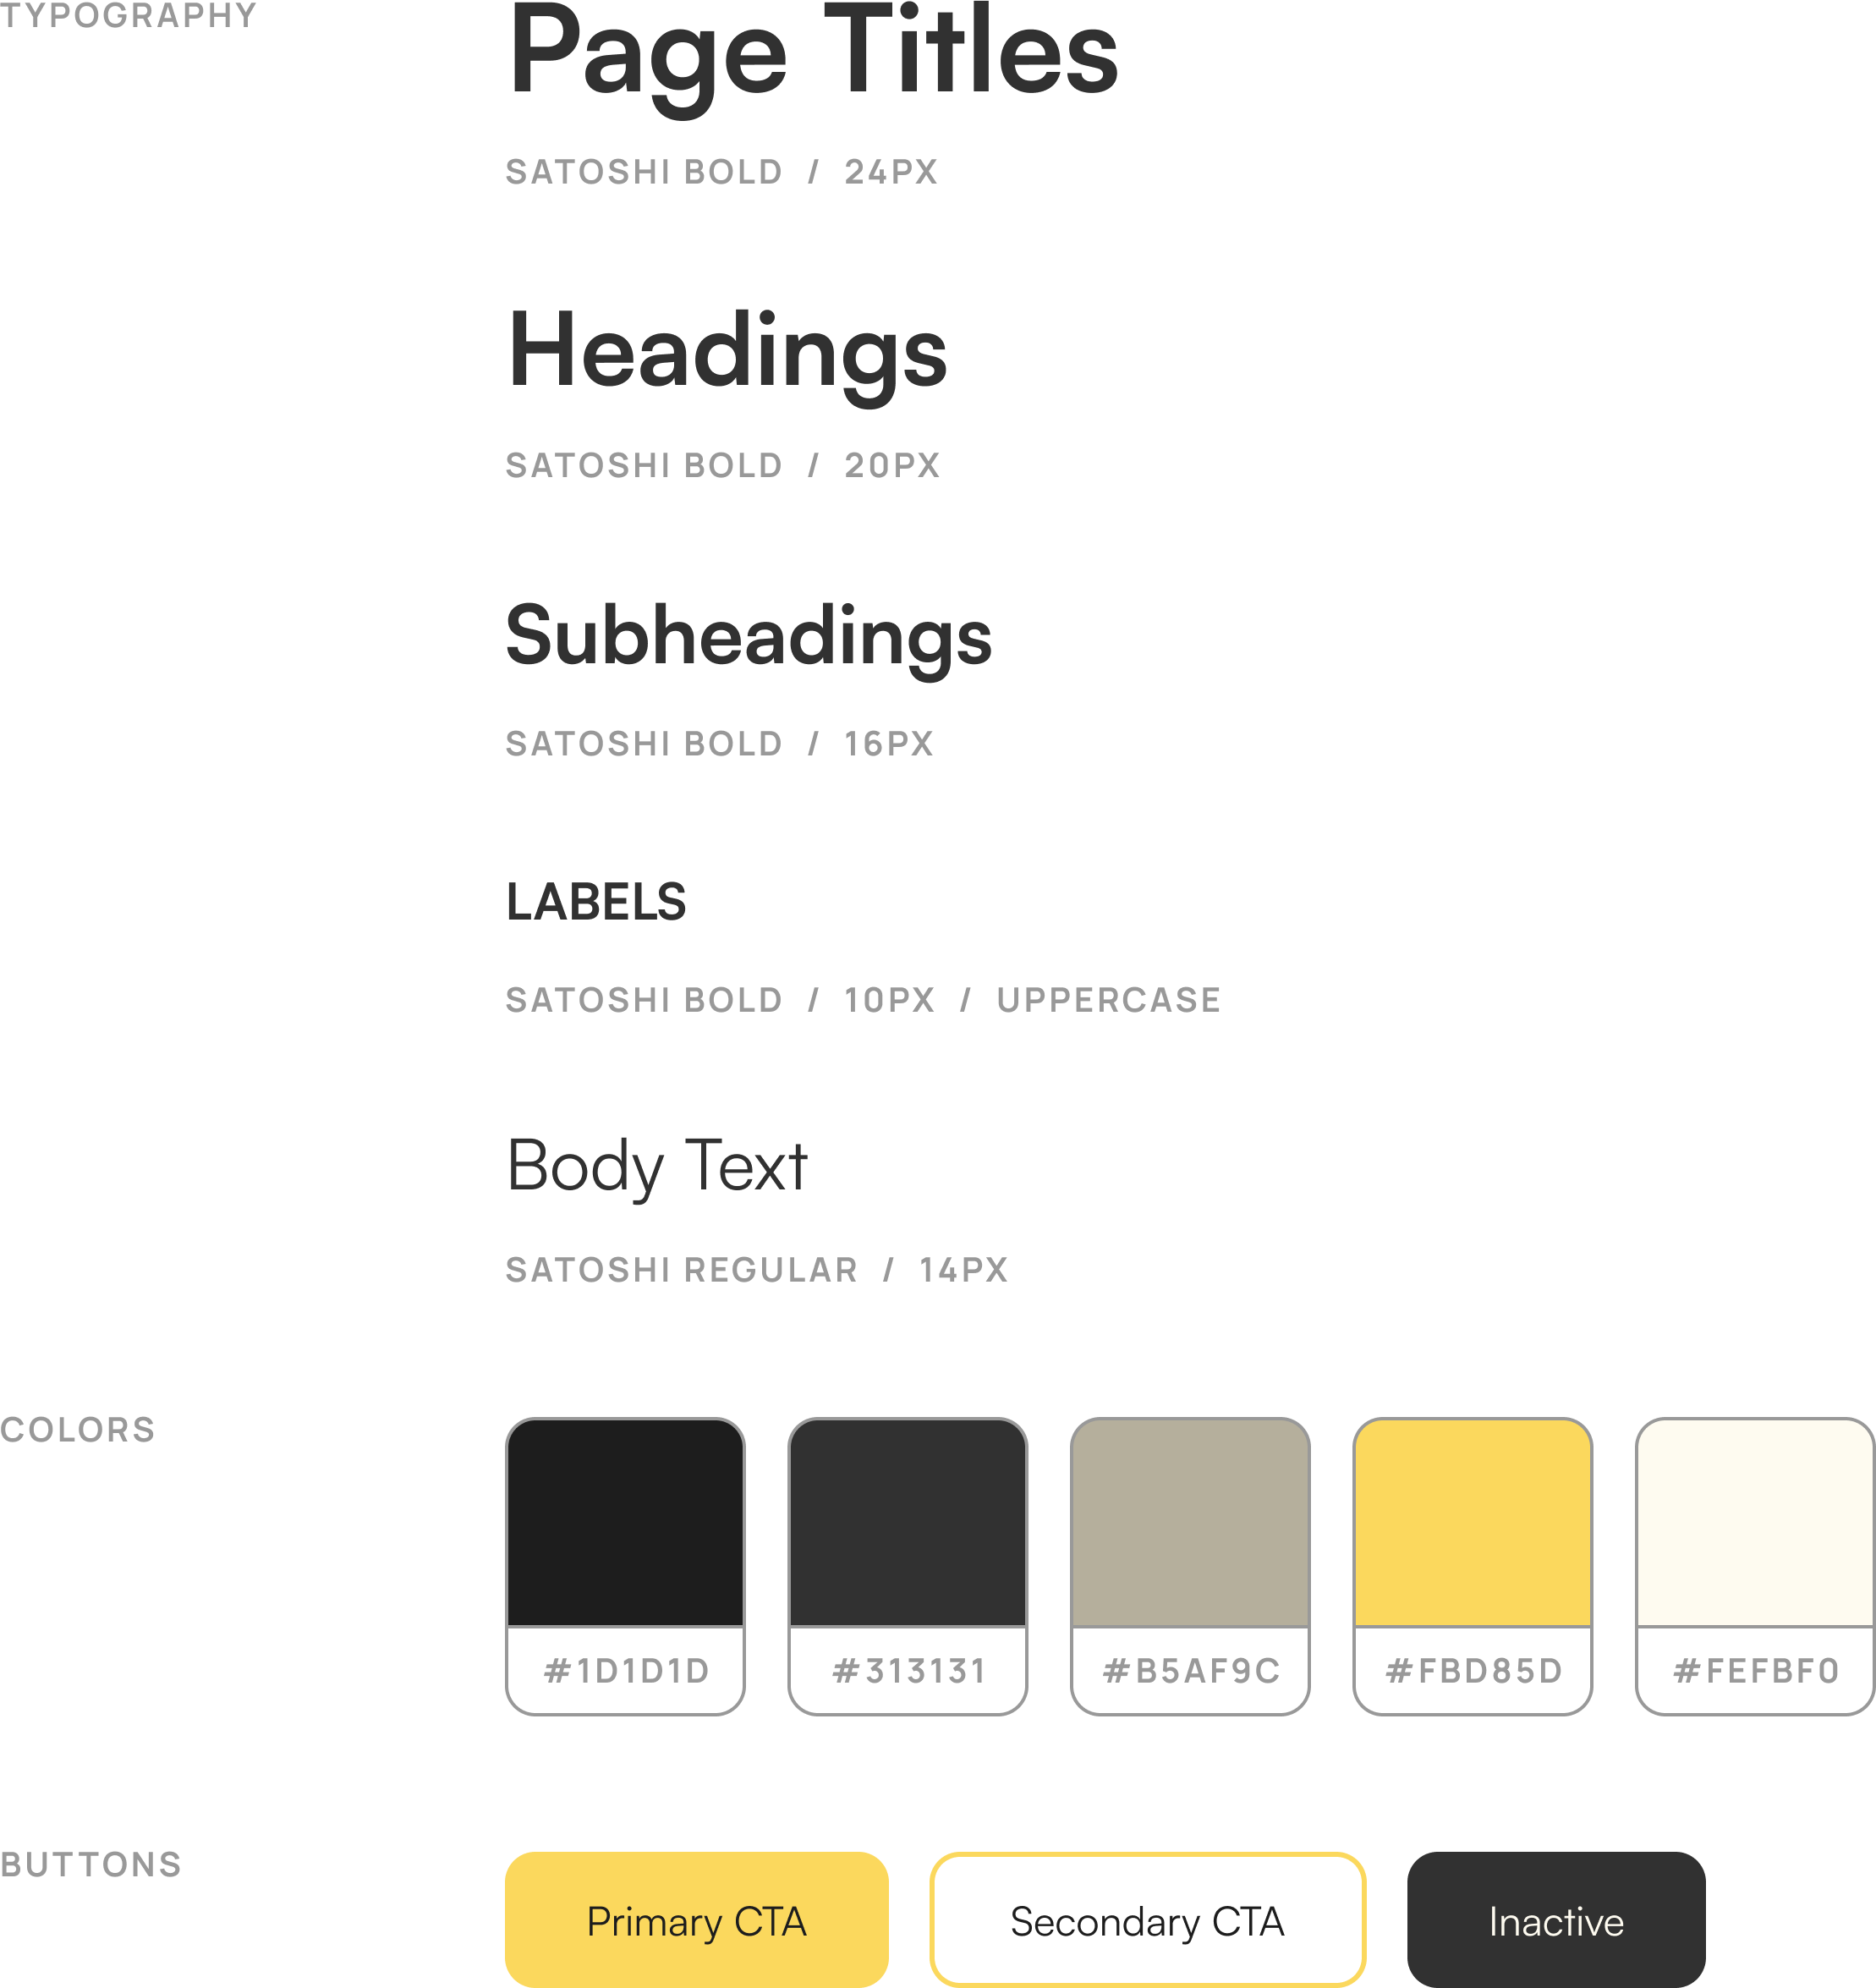 TYPOGRAPHY
Page Titles
SATOSHI BOLD / 24PX
Headings
SATOSHI BOLD / 20PX
Subheadings
SATOSHI BOLD / 16PX
LABELS
SATOSHI BOLD / 10PX / UPPERCASE
Body Text
SATOSHI REGULAR / 14PX
COLORS
#1D1D1D #313131 #B5AF9C #FBD85D #FEFBF0
BUTTONS
Primary CTA Secondary CTA Inactive